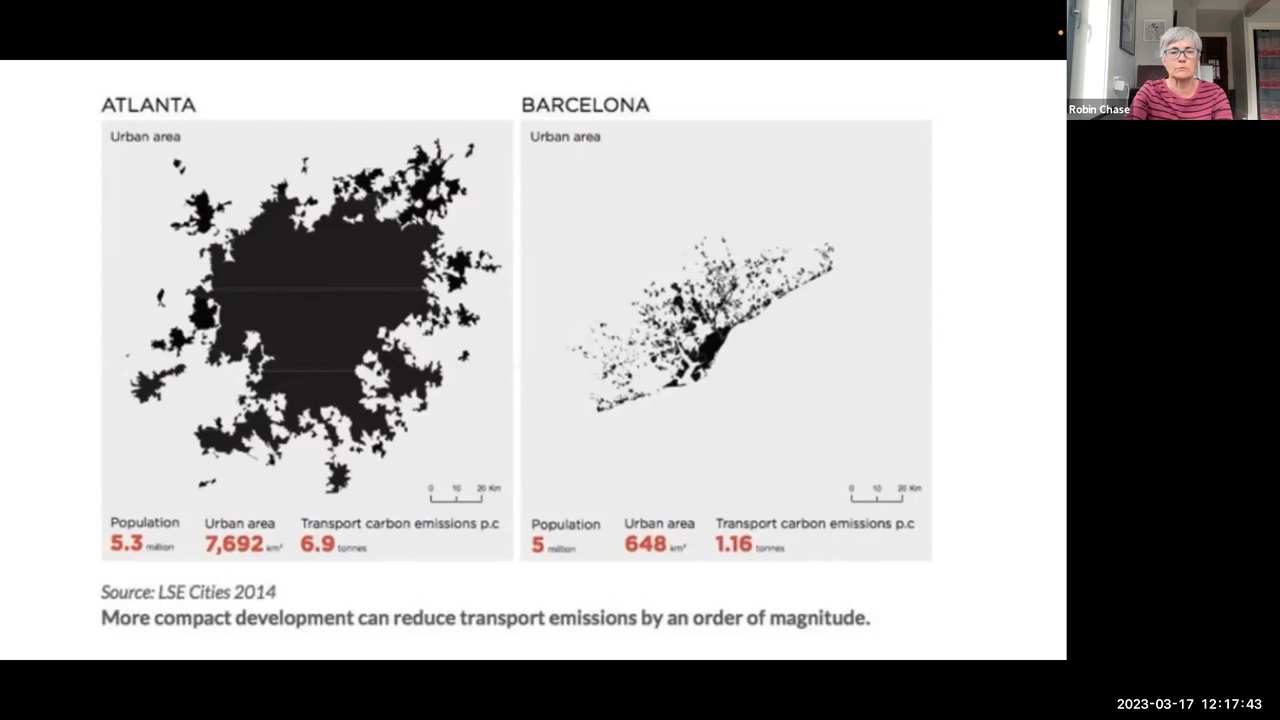 Robin Chase
ATLANTA
Urban area
0 10 20 Km
Population
5.3 million
Urban area
7,692 km²
Transport carbon emissions p.c
6.9 tonnes
BARCELONA
Urban area
0 10 20 Km
Population
5 million
Urban area
648 km²
Transport carbon emissions p.c
1.16 tonnes
Source: LSE Cities 2014
More compact development can reduce transport emissions by an order of magnitude.
2023-03-17 12:17:43